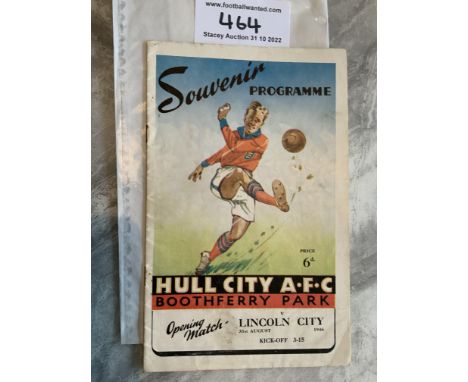 www.footballwanted.com
464
Stacey Auction 31 10 2022
Souvenir
PROGRAMME
PRICE
6d.
HULL CITY A·F·C
BOOTHFERRY PARK
Opening Match - v LINCOLN CITY
31st AUGUST 1946
KICK-OFF 3-15